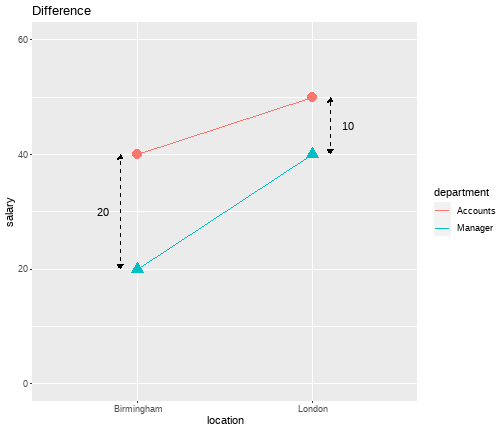 Difference
60
40
20
0
salary
20
10
Birmingham
London
location
department
Accounts
Manager